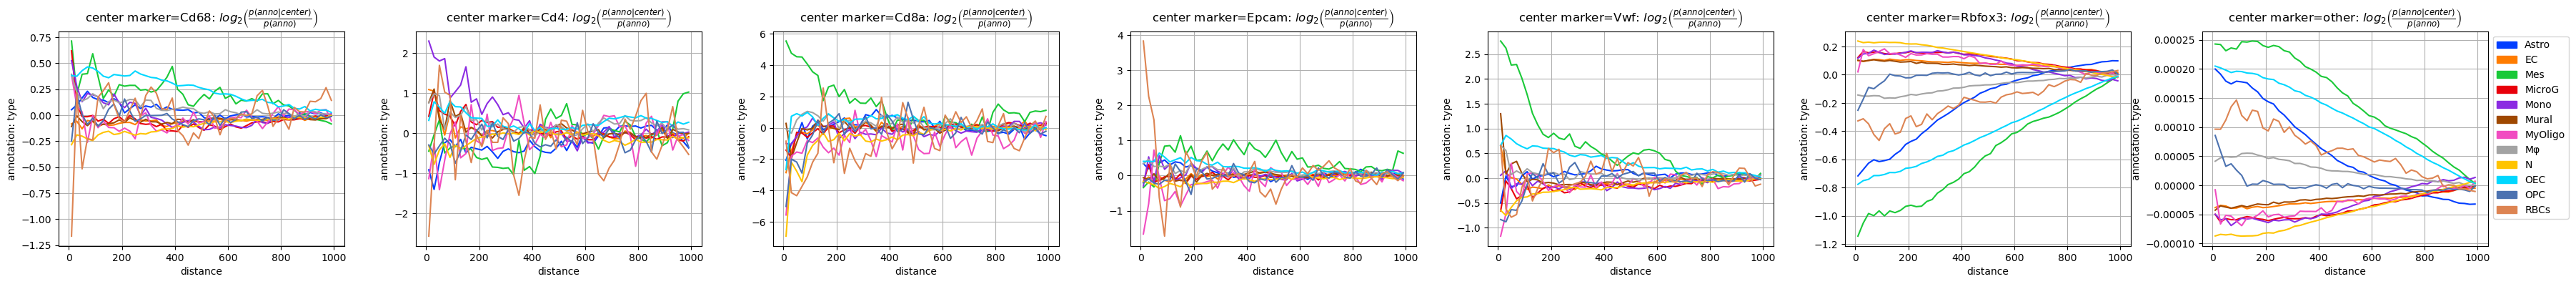 center marker=Cd68: log2(p(anno|center)/p(anno))
annotation: type
0.75
0.50
0.25
0.00
−0.25
−0.50
−0.75
−1.00
−1.25
0 200 400 600 800 1000
distance
center marker=Cd4: log2(p(anno|center)/p(anno))
annotation: type
2
1
0
−1
−2
0 200 400 600 800 1000
distance
center marker=Cd8a: log2(p(anno|center)/p(anno))
annotation: type
6
4
2
0
−2
−4
−6
0 200 400 600 800 1000
distance
center marker=Epcam: log2(p(anno|center)/p(anno))
annotation: type
4
3
2
1
0
−1
0 200 400 600 800 1000
distance
center marker=Vwf: log2(p(anno|center)/p(anno))
annotation: type
2.5
2.0
1.5
1.0
0.5
0.0
−0.5
−1.0
0 200 400 600 800 1000
distance
center marker=Rbfox3: log2(p(anno|center)/p(anno))
annotation: type
0.2
0.0
−0.2
−0.4
−0.6
−0.8
−1.0
−1.2
0 200 400 600 800 1000
distance
center marker=other: log2(p(anno|center)/p(anno))
annotation: type
0.00025
0.00020
0.00015
0.00010
0.00005
0.00000
−0.00005
−0.00010
0 200 400 600 800 1000
distance
Astro
EC
Mes
MicroG
Mono
Mural
MyOligo
Mφ
N
OEC
OPC
RBCs